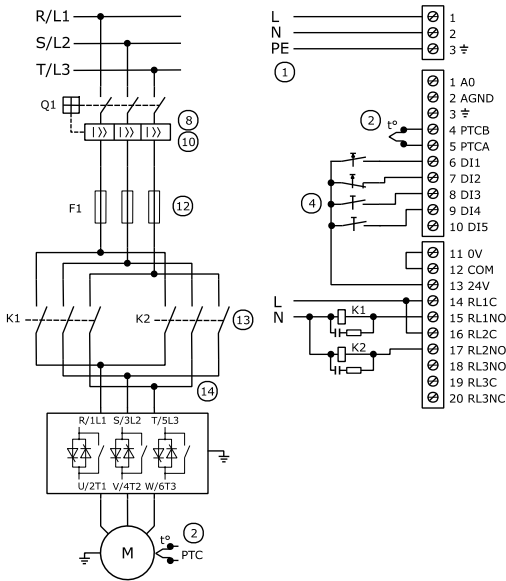 R/L1
S/L2
T/L3
Q1
I>> I>> I>>
8
10
F1
12
K1
K2
13
14
R/1L1 S/3L2 T/5L3
U/2T1 V/4T2 W/6T3
M
t°
2
PTC
L
N
PE
1
1
2
3
1 A0
2 AGND
3
4 PTCB
5 PTCA
6 DI1
7 DI2
8 DI3
9 DI4
10 DI5
2
t°
4
11 0V
12 COM
13 24V
14 RL1C
15 RL1NO
16 RL2C
17 RL2NO
18 RL3NO
19 RL3C
20 RL3NC
L
N
K1
K2